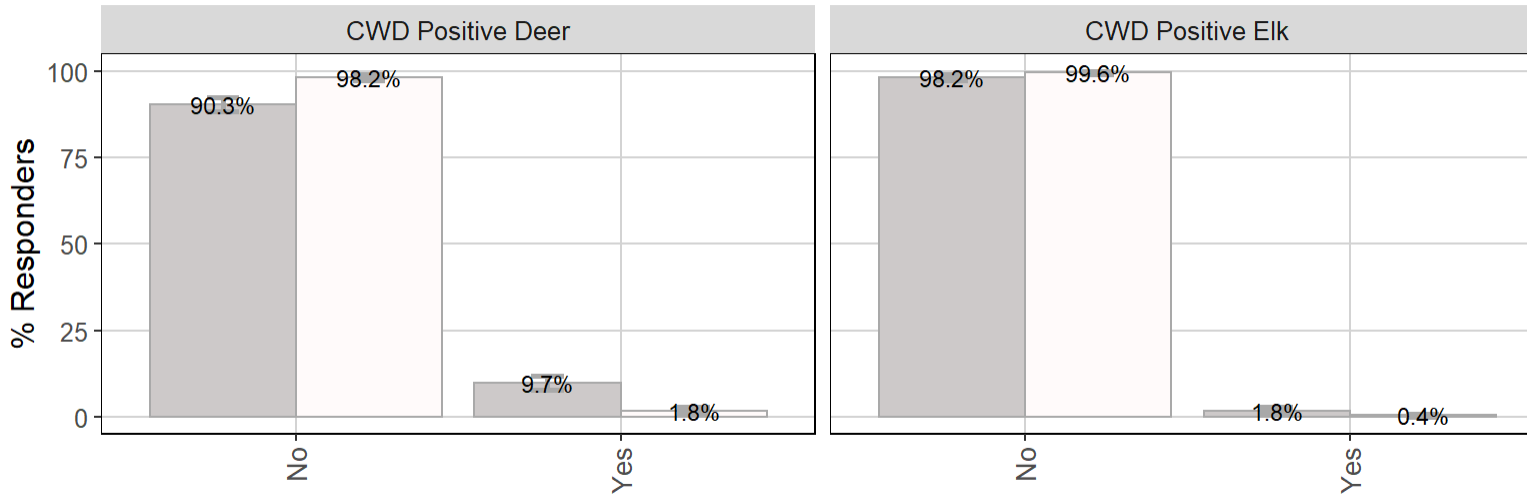 CWD Positive Deer
CWD Positive Elk
% Responders
100
75
50
25
0
90.3%
98.2%
9.7%
1.8%
98.2%
99.6%
1.8%
0.4%
No
Yes
No
Yes